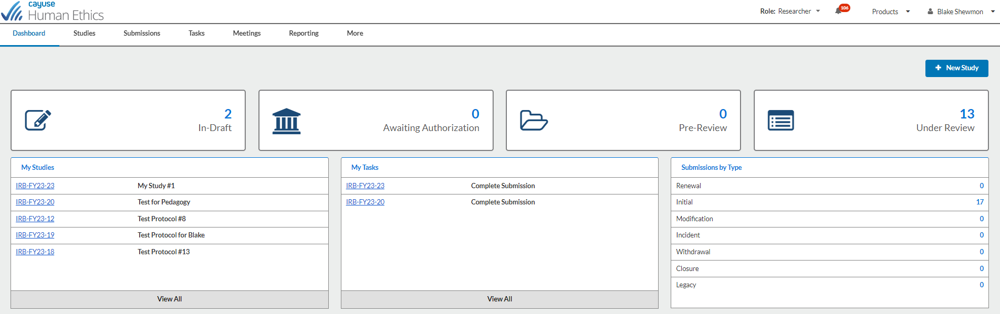 cayuse
Human Ethics
Role: Researcher
106
Products
Blake Shewmon
Dashboard
Studies
Submissions
Tasks
Meetings
Reporting
More
+ New Study
2
In-Draft
0
Awaiting Authorization
0
Pre-Review
13
Under Review
My Studies
IRB-FY23-23 My Study #1
IRB-FY23-20 Test for Pedagogy
IRB-FY23-12 Test Protocol #8
IRB-FY23-19 Test Protocol for Blake
IRB-FY23-18 Test Protocol #13
View All
My Tasks
IRB-FY23-23 Complete Submission
IRB-FY23-20 Complete Submission
View All
Submissions by Type
Renewal 0
Initial 17
Modification 0
Incident 0
Withdrawal 0
Closure 0
Legacy 0